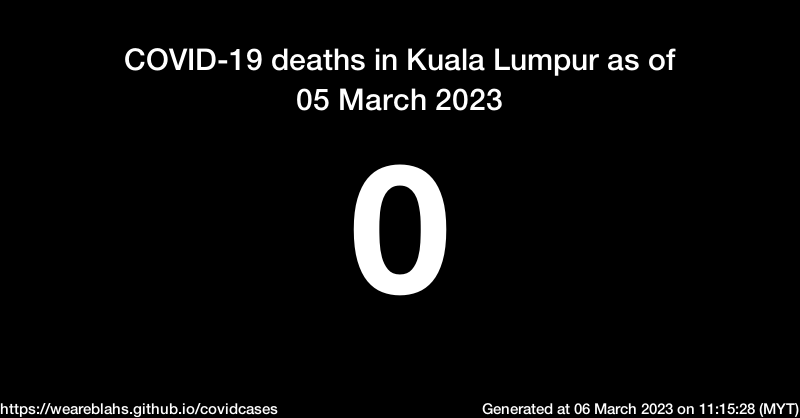 COVID-19 deaths in Kuala Lumpur as of
05 March 2023
0
https://weareblahs.github.io/covidcases
Generated at 06 March 2023 on 11:15:28 (MYT)